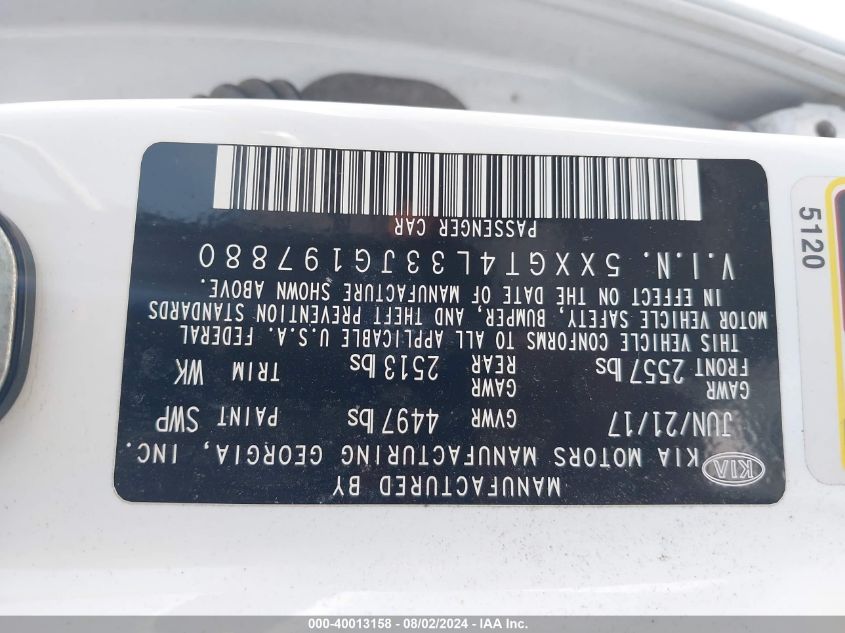 MANUFACTURED BY
KIA KIA MOTORS MANUFACTURING GEORGIA, INC.
JUN/21/17 GVWR 4497 lbs PAINT SWP
GAWR FRONT 2557 lbs GAWR REAR 2513 lbs TRIM WK
THIS VEHICLE CONFORMS TO ALL APPLICABLE U.S.A. FEDERAL
MOTOR VEHICLE SAFETY, BUMPER, AND THEFT PREVENTION STANDARDS
IN EFFECT ON THE DATE OF MANUFACTURE SHOWN ABOVE.
V.I.N. 5XXGT4L33JG197880
PASSENGER CAR
5120
000-40013158 - 08/02/2024 - IAA Inc.